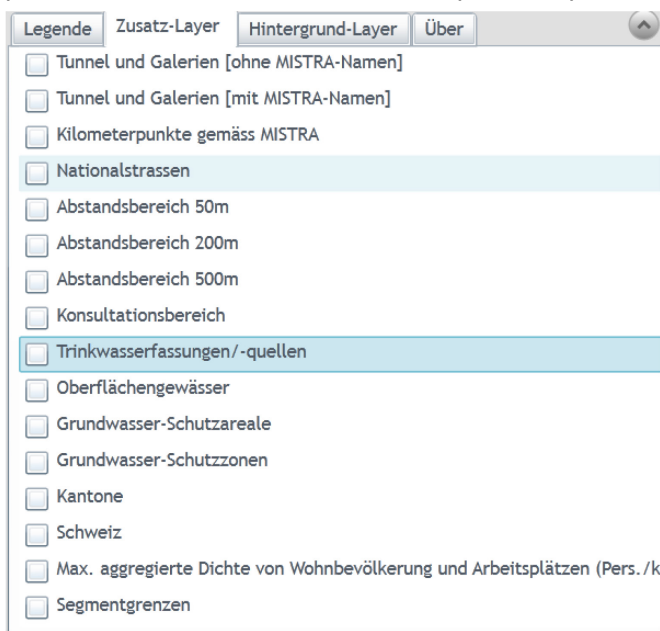 Legende Zusatz-Layer Hintergrund-Layer Über
Tunnel und Galerien [ohne MISTRA-Namen]
Tunnel und Galerien [mit MISTRA-Namen]
Kilometerpunkte gemäss MISTRA
Nationalstrassen
Abstandsbereich 50m
Abstandsbereich 200m
Abstandsbereich 500m
Konsultationsbereich
Trinkwasserfassungen/-quellen
Oberflächengewässer
Grundwasser-Schutzareale
Grundwasser-Schutzzonen
Kantone
Schweiz
Max. aggregierte Dichte von Wohnbevölkerung und Arbeitsplätzen (Pers./k
Segmentgrenzen